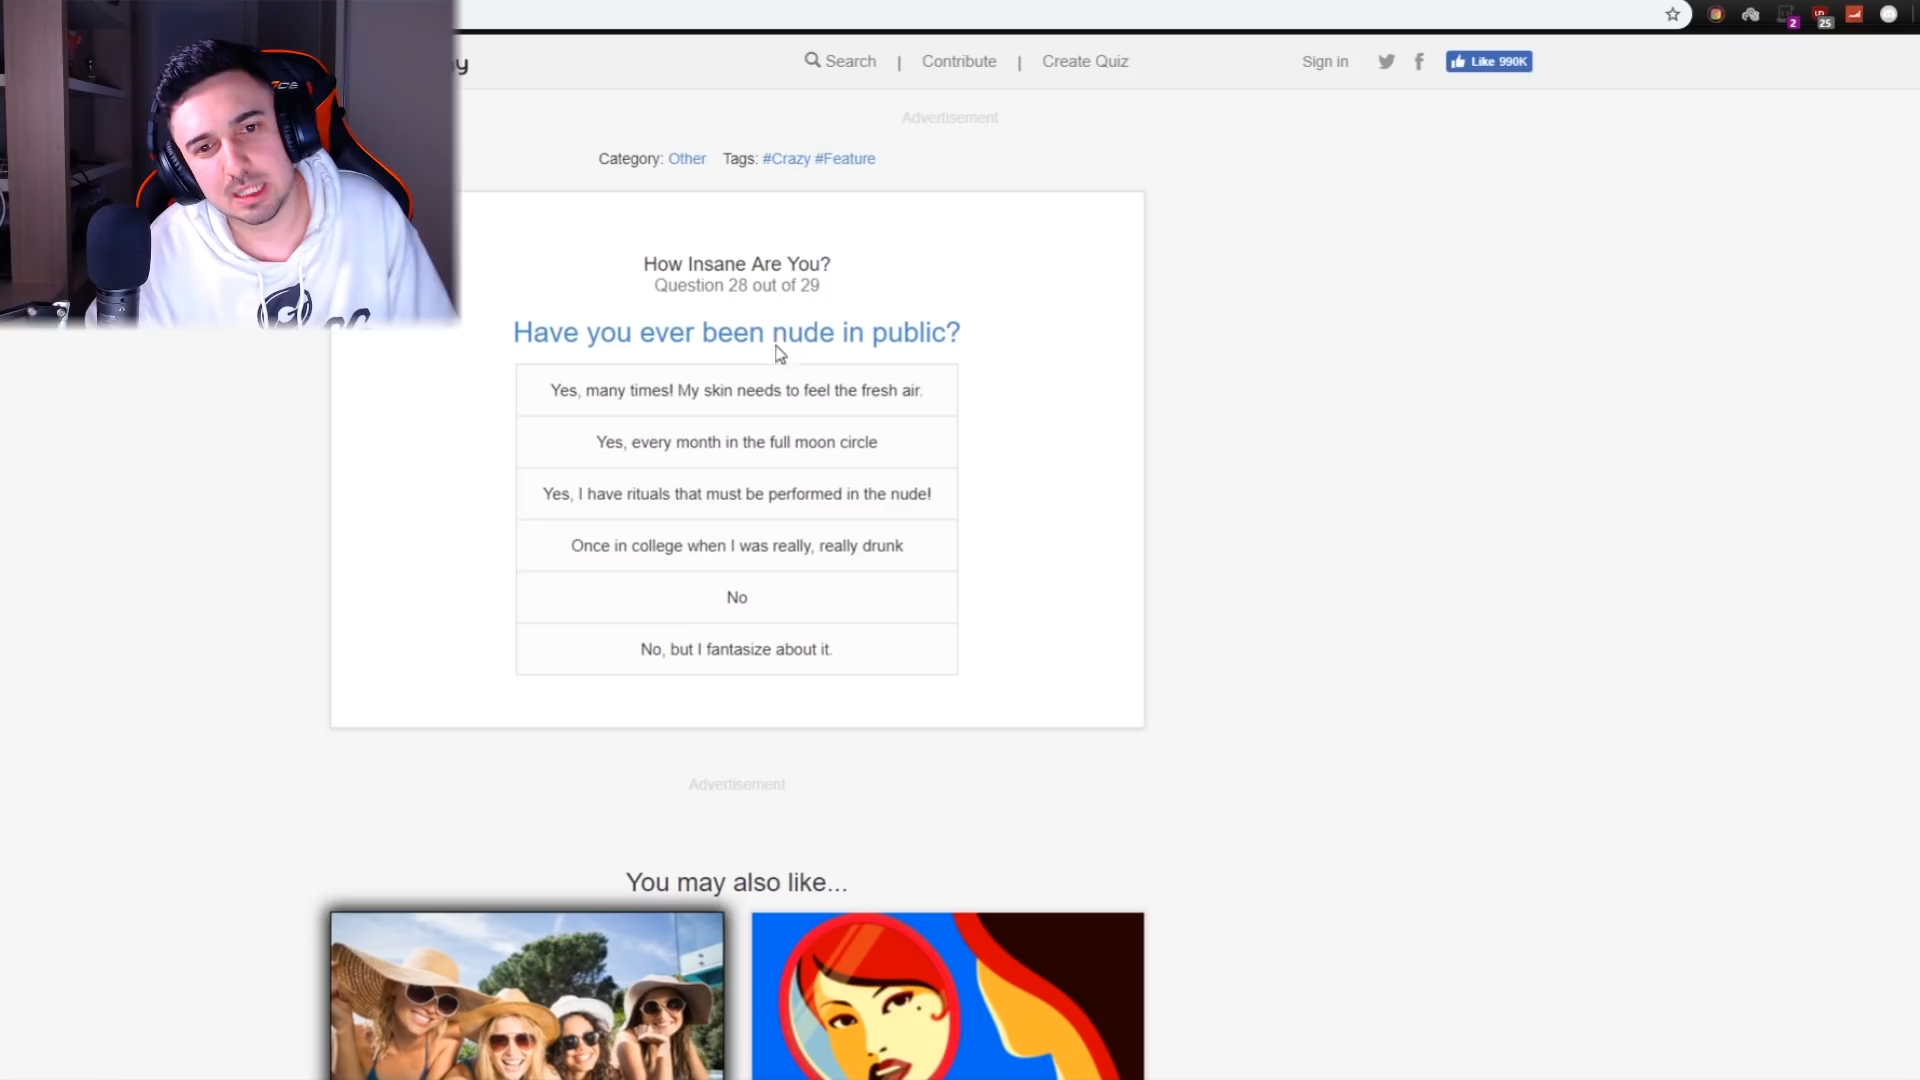 Search | Contribute | Create Quiz
Sign in
Like 990K
2
25
Advertisement
Category: Other Tags: #Crazy #Feature
How Insane Are You?
Question 28 out of 29
Have you ever been nude in public?
Yes, many times! My skin needs to feel the fresh air.
Yes, every month in the full moon circle
Yes, I have rituals that must be performed in the nude!
Once in college when I was really, really drunk
No
No, but I fantasize about it.
Advertisement
You may also like...